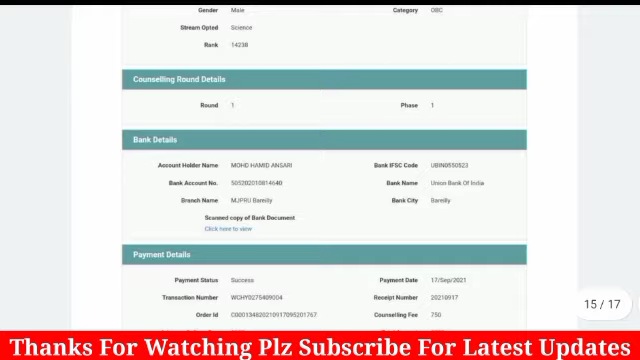 Gender Male Category OBC
Stream Opted Science
Rank 14238
Counselling Round Details
Round 1 Phase 1
Bank Details
Account Holder Name MOHD HAMID ANSARI Bank IFSC Code UBIN0550523
Bank Account No. 505202010814640 Bank Name Union Bank Of India
Branch Name MJPRU Bareilly Bank City Bareilly
Scanned copy of Bank Document
Click here to view
Payment Details
Payment Status Success Payment Date 17/Sep/2021
Transaction Number WCHY0275409004 Receipt Number 20210917
Order Id Counselling Fee 750
15 / 17
Thanks For Watching Plz Subscribe For Latest Updates